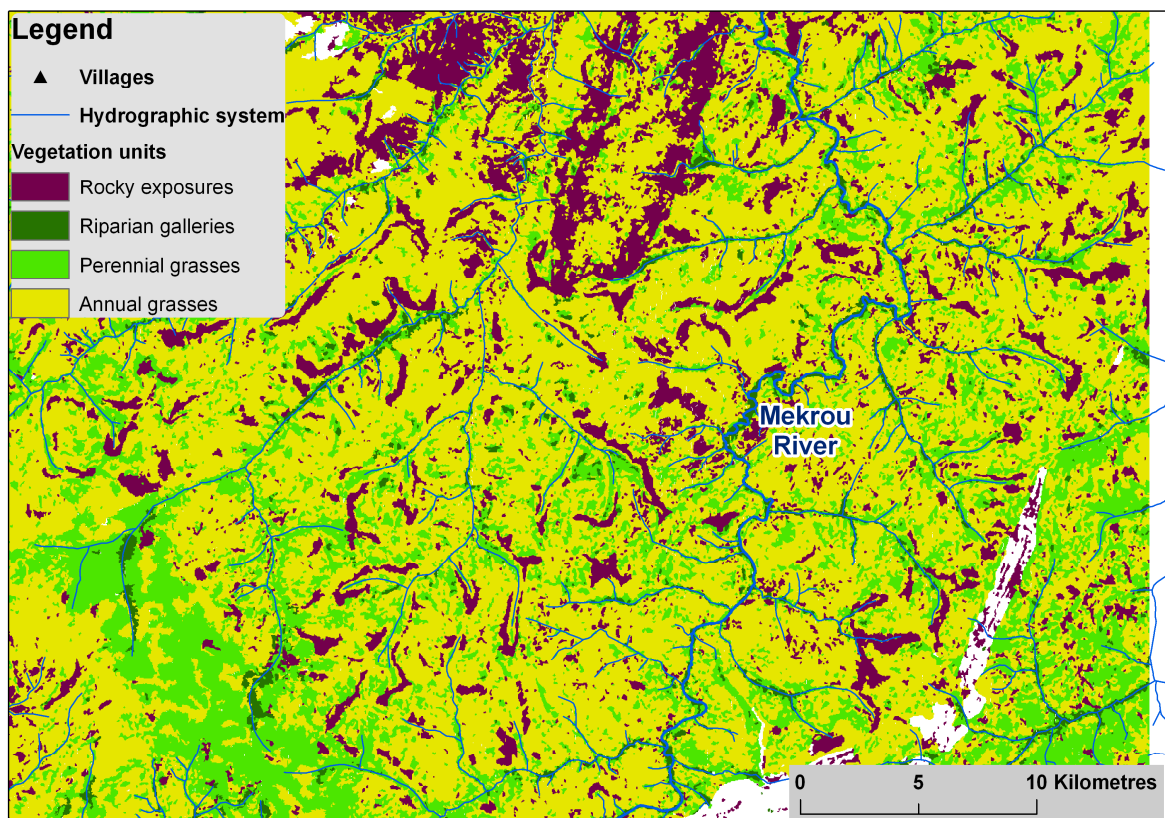 Legend
Villages
Hydrographic system
Vegetation units
Rocky exposures
Riparian galleries
Perennial grasses
Annual grasses
Mekrou
River
0 5 10 Kilometres